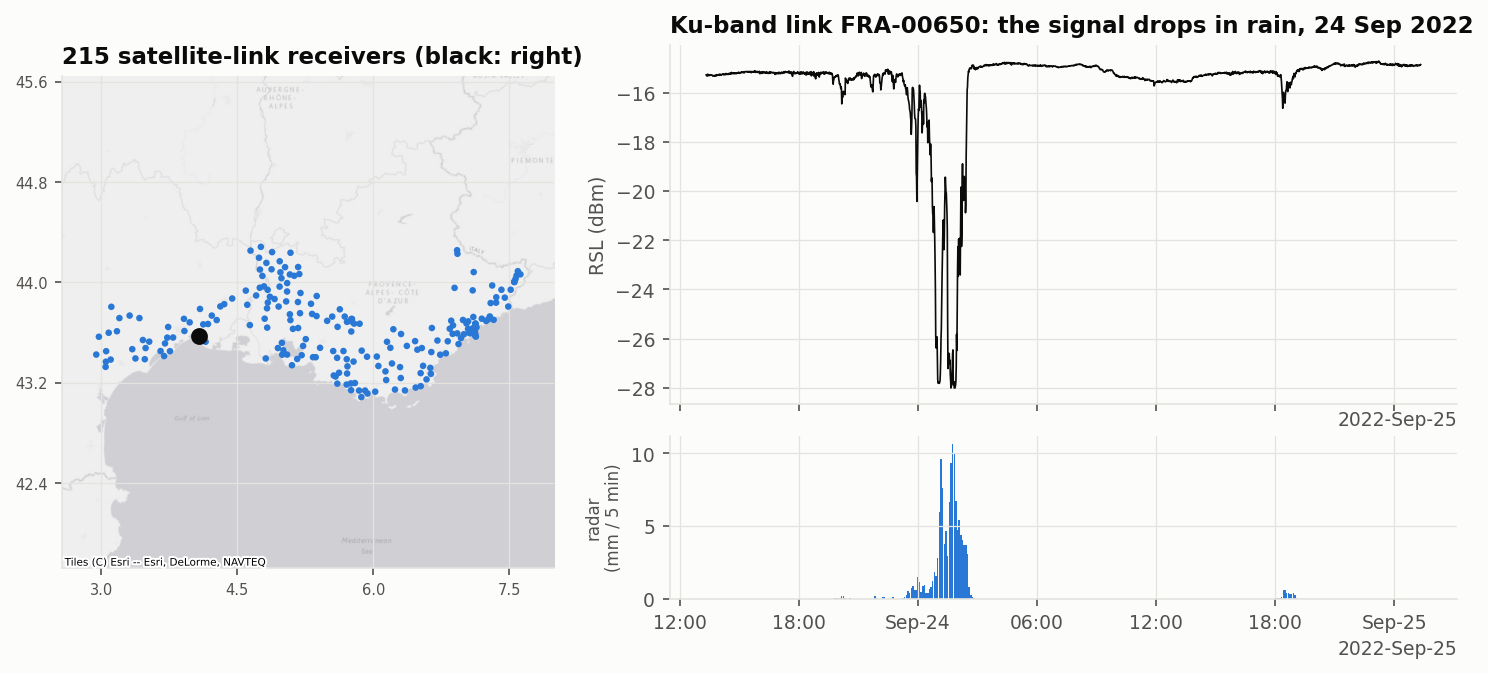 215 satellite-link receivers (black: right)
45.6
44.8
44.0
43.2
42.4
3.0
4.5
6.0
7.5
AUVERGNE-
RHÔNE-
ALPES
PIEMONTE
ITALY
PROVENCE-
ALPES-CÔTE
D'AZUR
Gulf of Lion
Mediterranean
Sea
Tiles (C) Esri -- Esri, DeLorme, NAVTEQ
Ku-band link FRA-00650: the signal drops in rain, 24 Sep 2022
RSL (dBm)
−16
−18
−20
−22
−24
−26
−28
2022-Sep-25
radar
(mm / 5 min)
10
5
0
12:00
18:00
Sep-24
06:00
12:00
18:00
Sep-25
2022-Sep-25